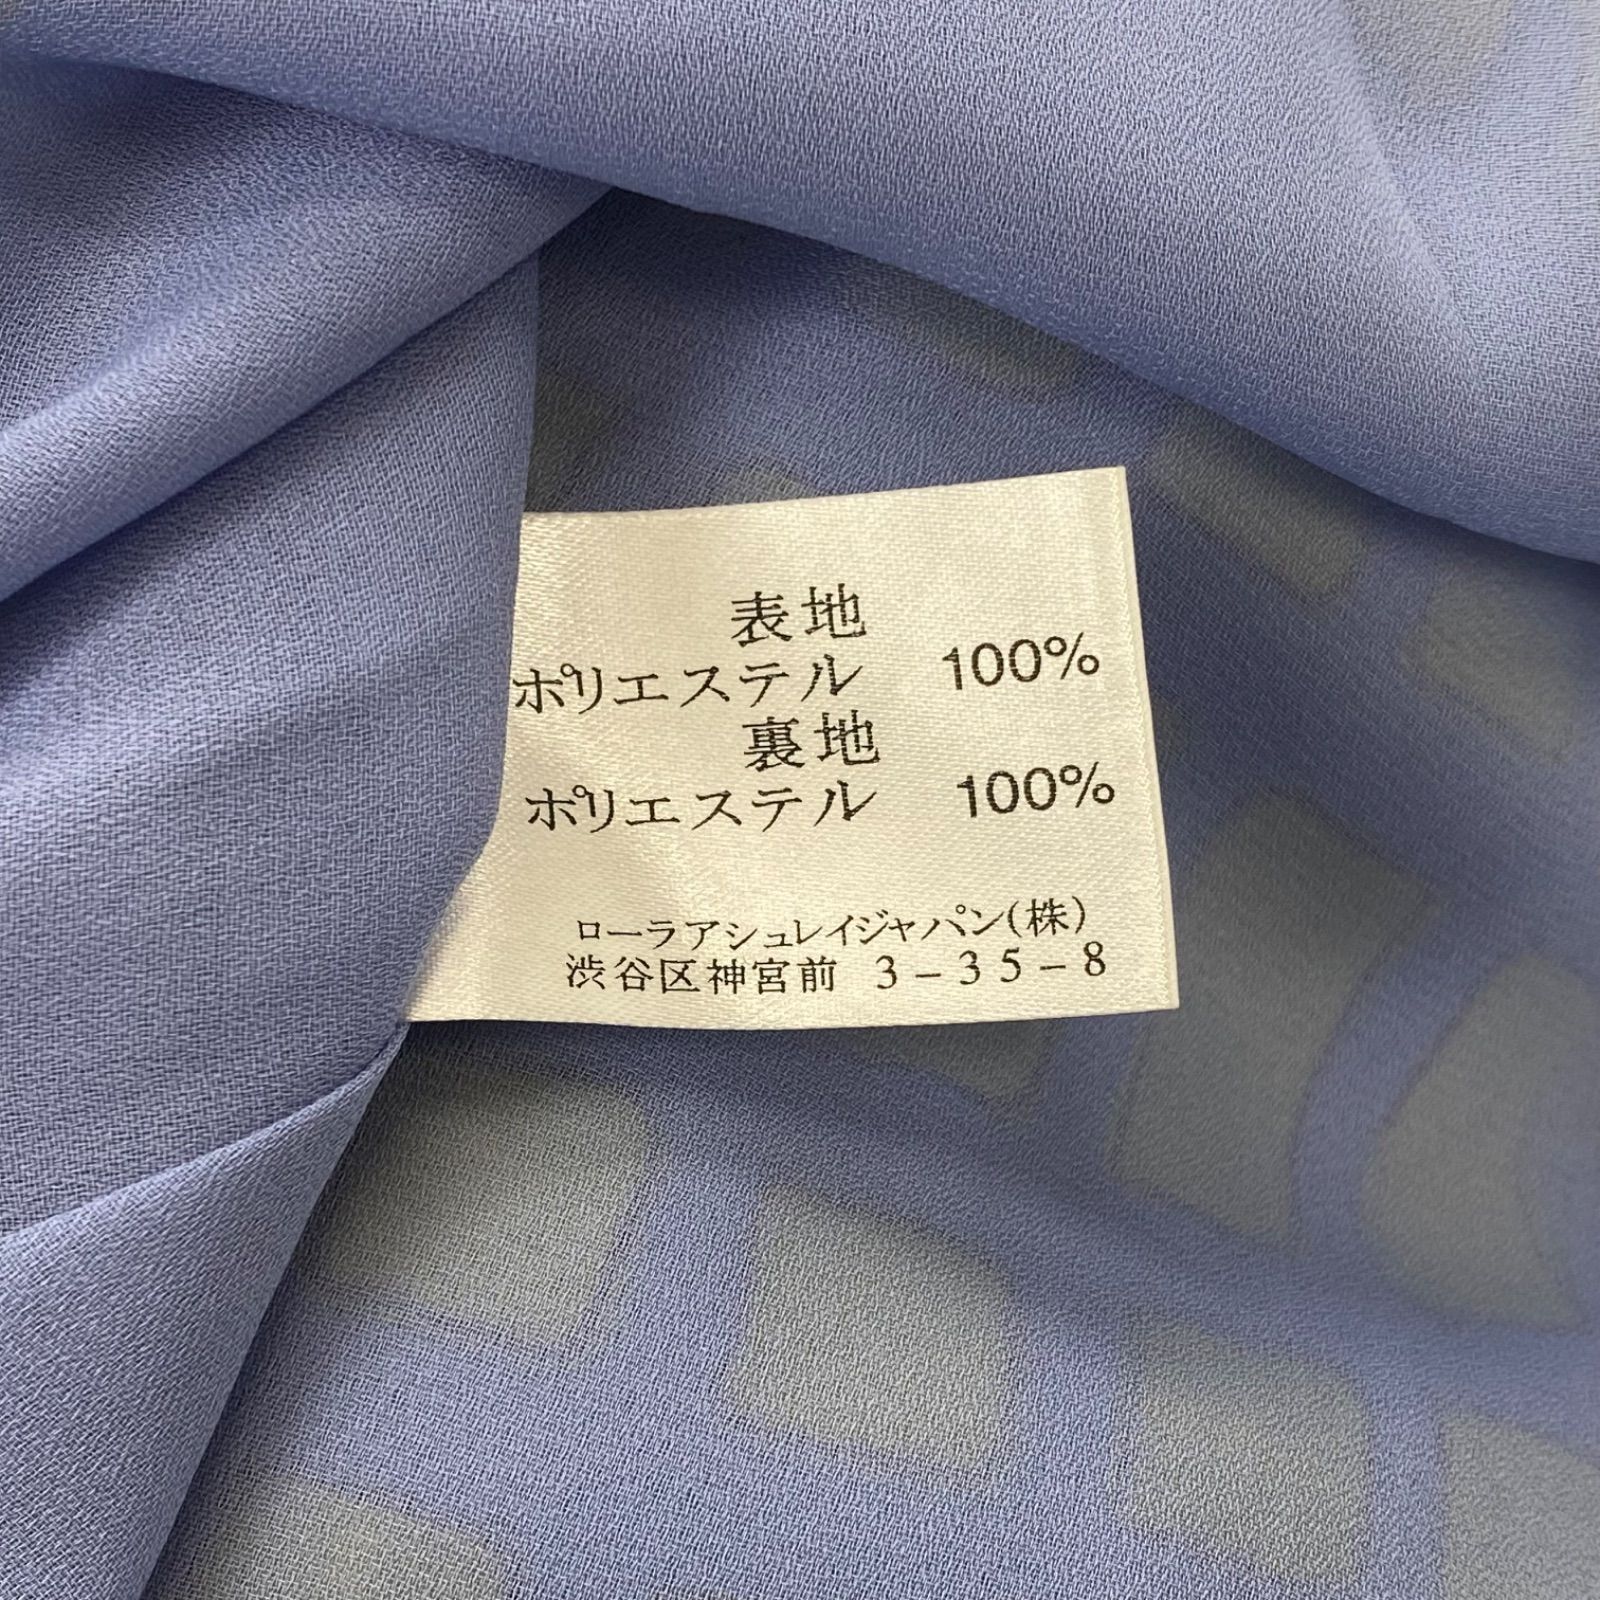 表地
ポリエステル 100%
裏地
ポリエステル 100%
ローラアシュレイジャパン(株)
渋谷区神宮前 3-35-8